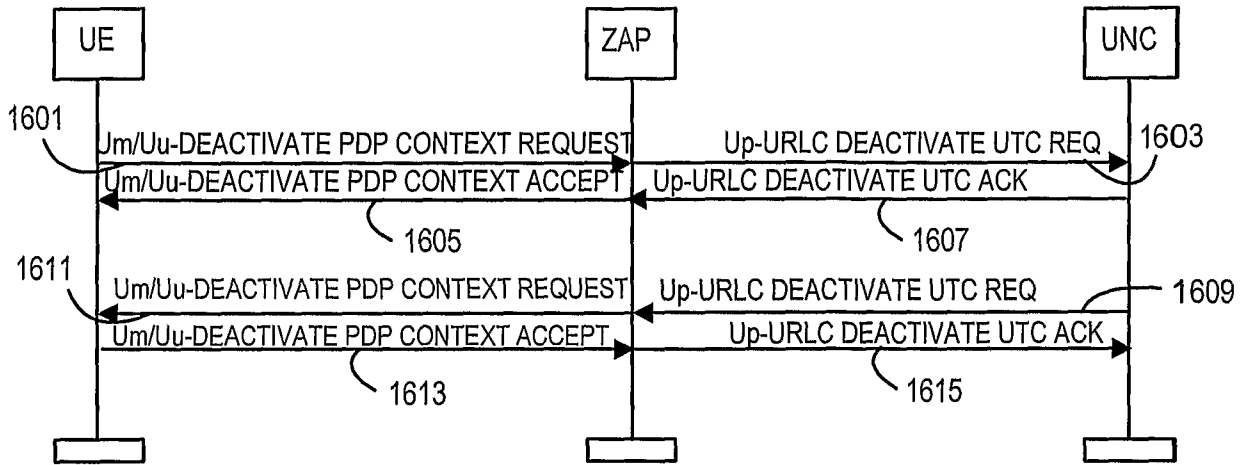 UE
ZAP
UNC
1601
Um/Uu-DEACTIVATE PDP CONTEXT REQUEST
Up-URLC DEACTIVATE UTC REQ
1603
Um/Uu-DEACTIVATE PDP CONTEXT ACCEPT
Up-URLC DEACTIVATE UTC ACK
1605
1607
1611
Um/Uu-DEACTIVATE PDP CONTEXT REQUEST
Up-URLC DEACTIVATE UTC REQ
1609
Um/Uu-DEACTIVATE PDP CONTEXT ACCEPT
Up-URLC DEACTIVATE UTC ACK
1613
1615